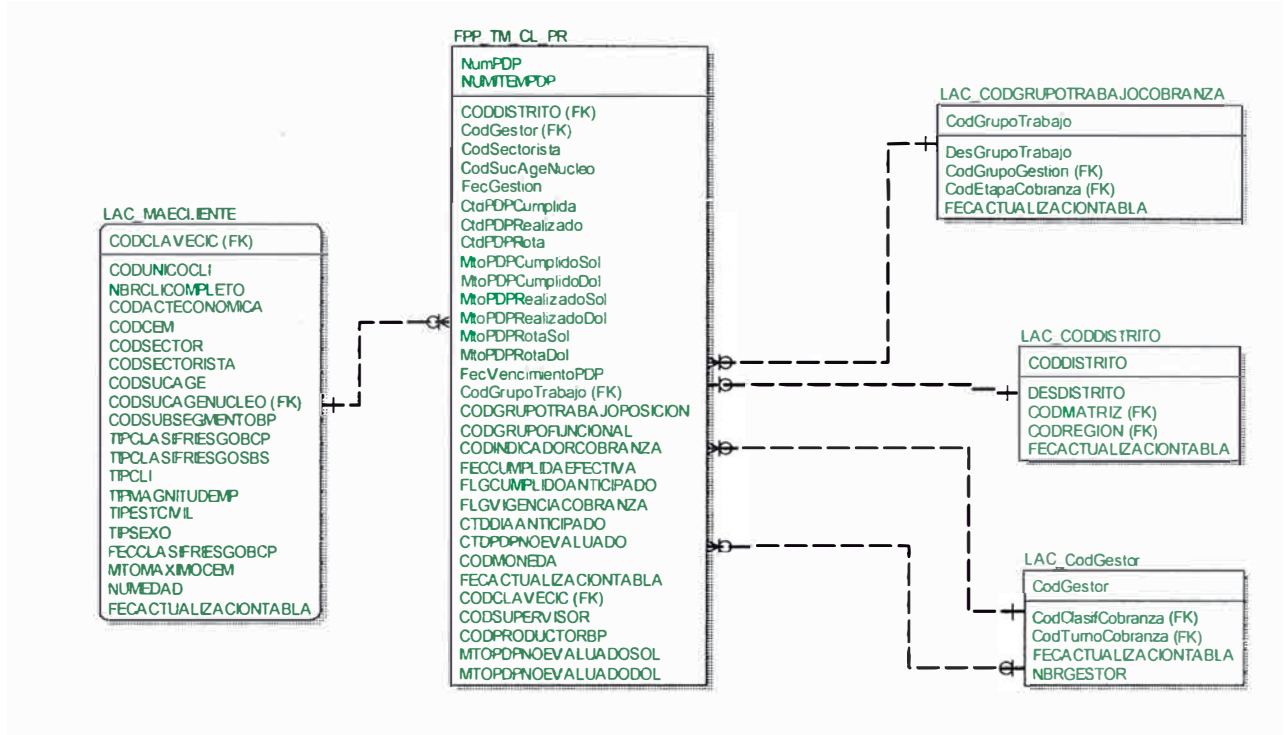 FPP_TM_CL_PR
NumPDP
NUMITEMPDP
CODDISTRITO (FK)
CodGestor (FK)
CodSectorista
CodSucAgeNucleo
FecGestion
CtdPDPCumplida
CtdPDPRealizado
CtdPDPRota
MtoPDPCumplidoSol
MtoPDPCumplidoDol
MtoPDPRealizadoSol
MtoPDPRealizadoDol
MtoPDPRotaSol
MtoPDPRotaDol
FecVencimientoPDP
CodGrupoTrabajo (FK)
CODGRUPOTRABAJOPOSICION
CODGRUPOFUNCIONAL
CODINDICADORCOBRANZA
FECCUMPLIDAEFECTIVA
FLGCUMPLIDOANTICIPADO
FLGVIGENCIACOBRANZA
CTDDIAANTICIPADO
CTDPDPNOEVALUADO
CODMONEDA
FECACTUALIZACIONTABLA
CODCLAVECIC (FK)
CODSUPERVISOR
CODPRODUCTORBP
MTOPDPNOEVALUADOSOL
MTOPDPNOEVALUADODOL
LAC_MAECLIENTE
CODCLAVECIC (FK)
CODUNICOCLI
NBRCLICOMPLETO
CODACTECONOMICA
CODCEM
CODSECTOR
CODSECTORISTA
CODSUCAGE
CODSUCAGENUCLEO (FK)
CODSUBSEGMENTOBP
TIPCLASIFRIESGOBCP
TIPCLASIFRIESGOSBS
TIPCLI
TIPMAGNITUDEMP
TIPESTCIVIL
TIPSEXO
FECCLASIFRIESGOBCP
MTOMAXIMOCEM
NUMEDAD
FECACTUALIZACIONTABLA
LAC_CODGRUPOTRABAJOCOBRANZA
CodGrupoTrabajo
DesGrupoTrabajo
CodGrupoGestion (FK)
CodEtapaCobranza (FK)
FECACTUALIZACIONTABLA
LAC_CODDISTRITO
CODDISTRITO
DESDISTRITO
CODMATRIZ (FK)
CODREGION (FK)
FECACTUALIZACIONTABLA
LAC_CodGestor
CodGestor
CodClasifCobranza (FK)
CodTurnoCobranza (FK)
FECACTUALIZACIONTABLA
NBRGESTOR